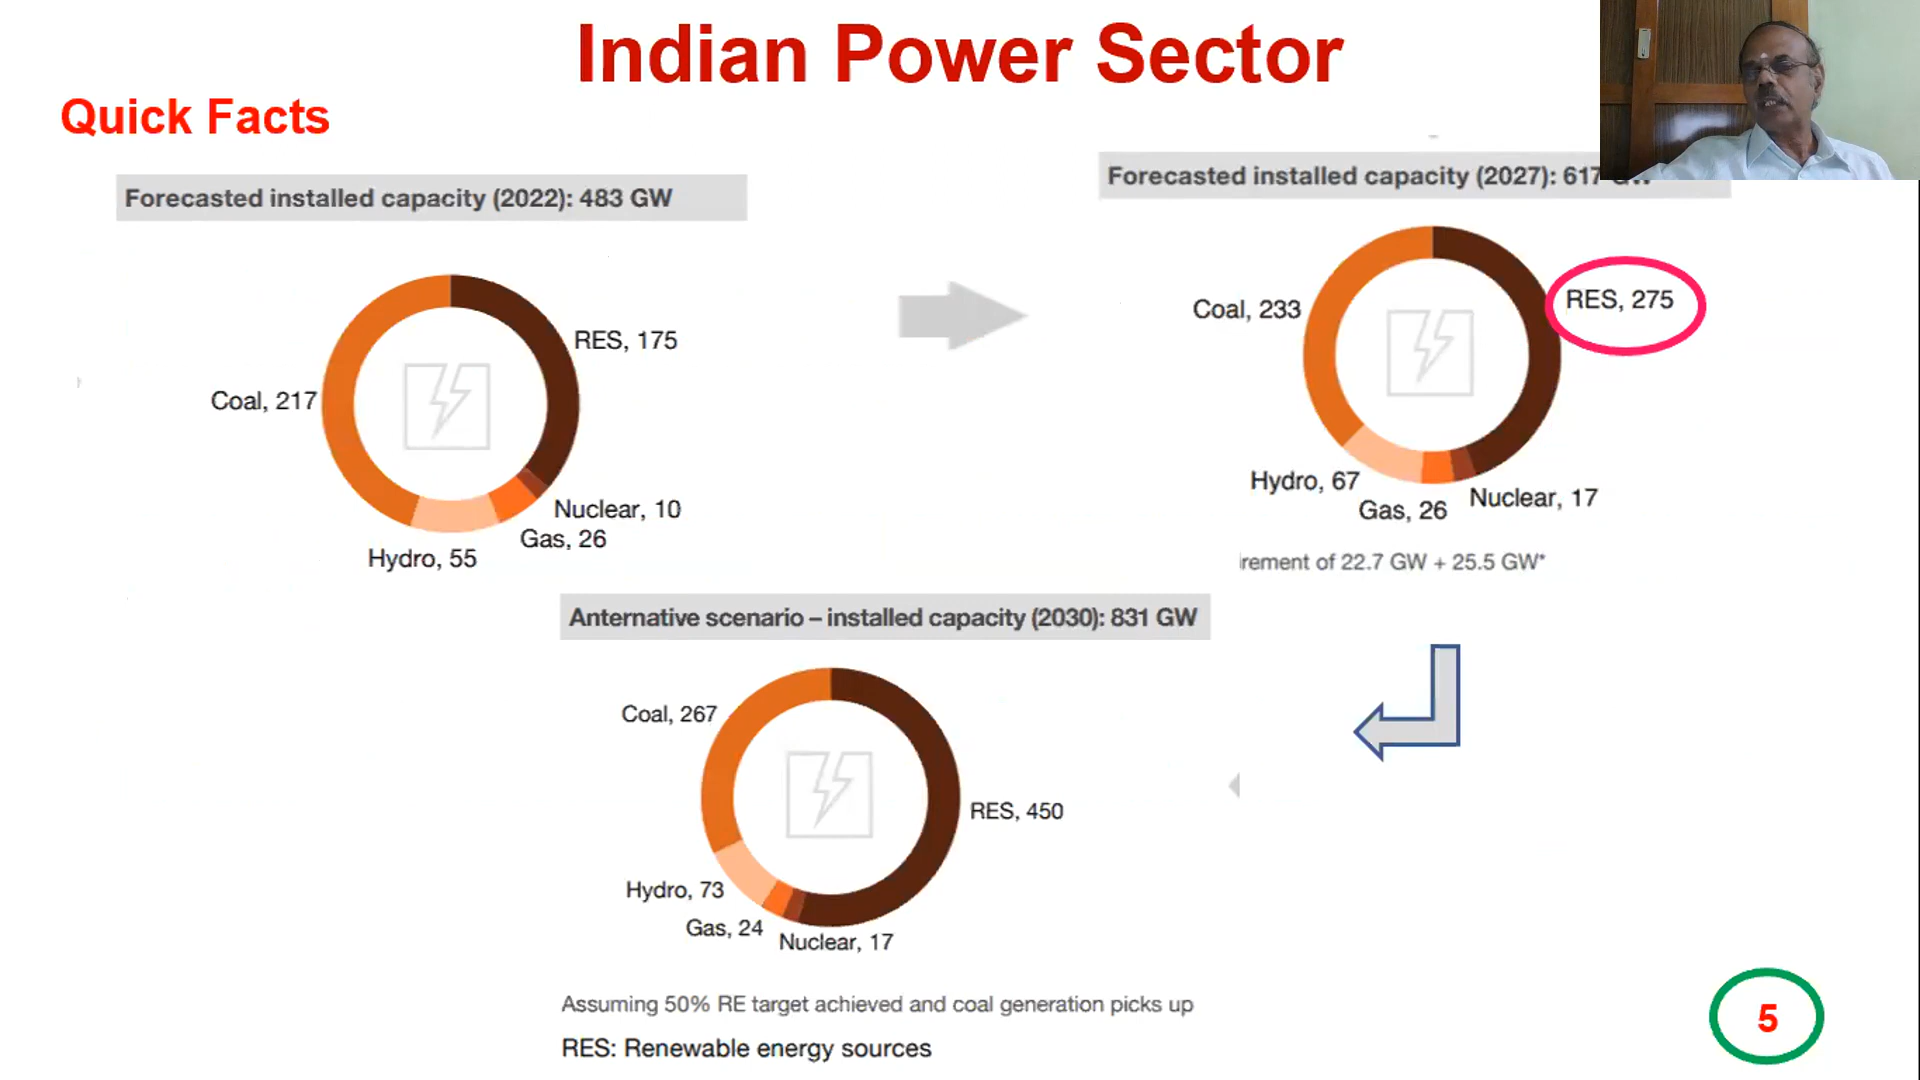 Indian Power Sector
Quick Facts
Forecasted installed capacity (2022): 483 GW
RES, 175
Coal, 217
Nuclear, 10
Gas, 26
Hydro, 55
Forecasted installed capacity (2027): 617
RES, 275
Coal, 233
Hydro, 67
Nuclear, 17
Gas, 26
irement of 22.7 GW + 25.5 GW*
Anternative scenario – installed capacity (2030): 831 GW
Coal, 267
RES, 450
Hydro, 73
Gas, 24
Nuclear, 17
Assuming 50% RE target achieved and coal generation picks up
RES: Renewable energy sources
5